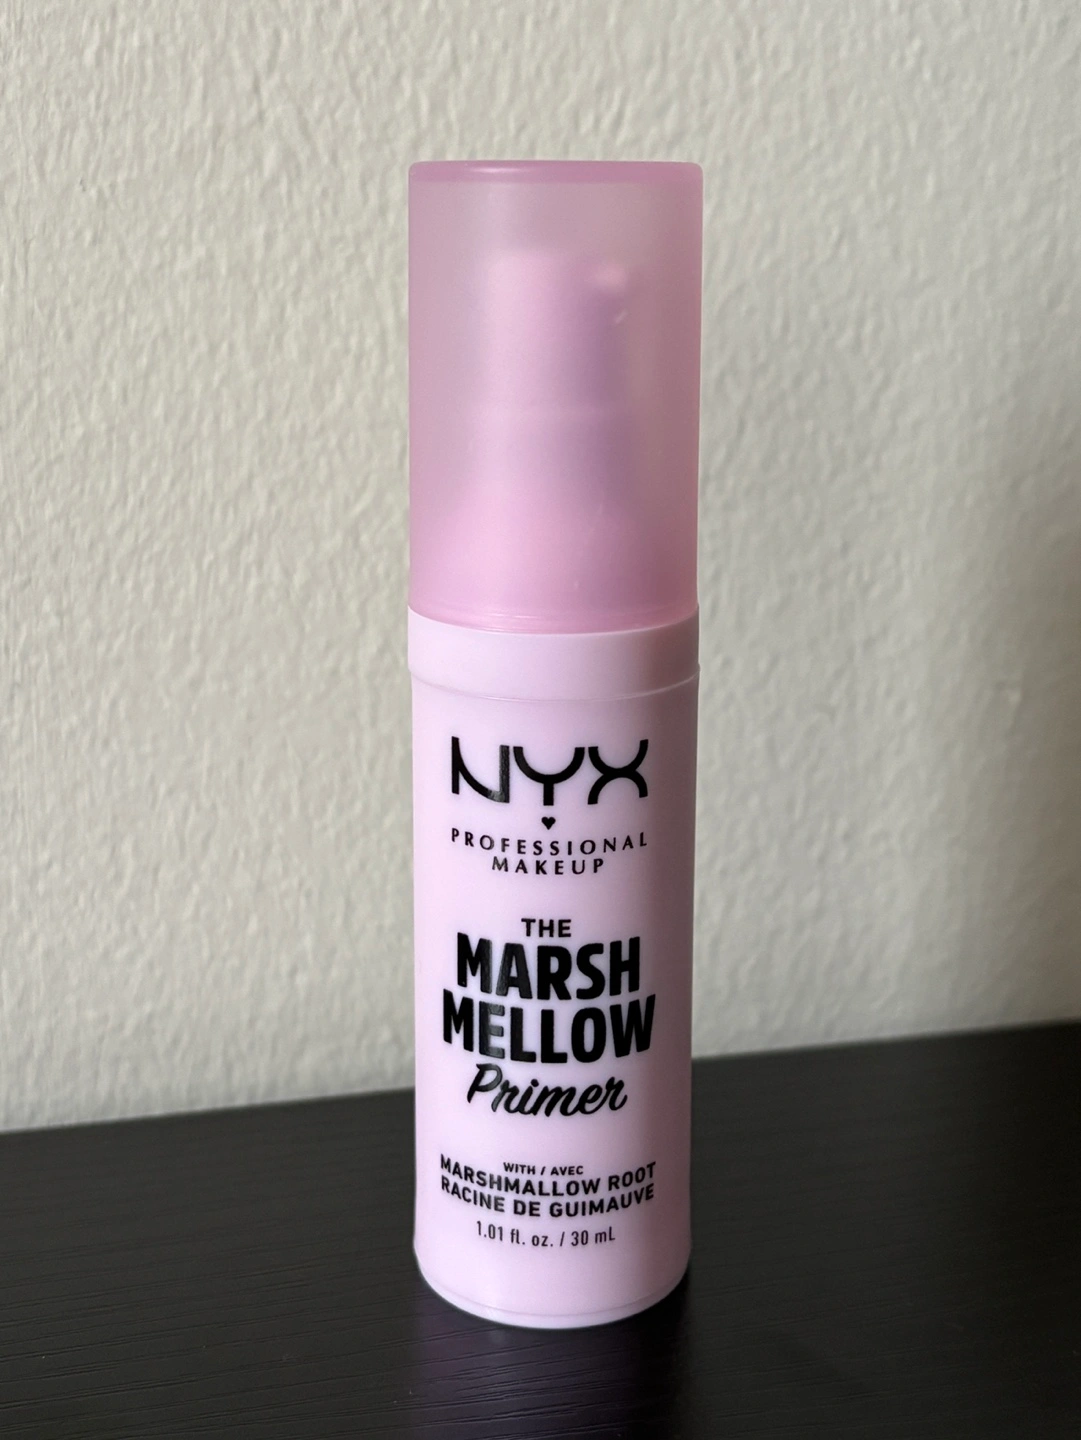 NYX
PROFESSIONAL
MAKEUP
THE
MARSH
MELLOW
Primer
WITH / AVEC
MARSHMALLOW ROOT
RACINE DE GUIMAUVE
1.01 fl. oz. / 30 mL